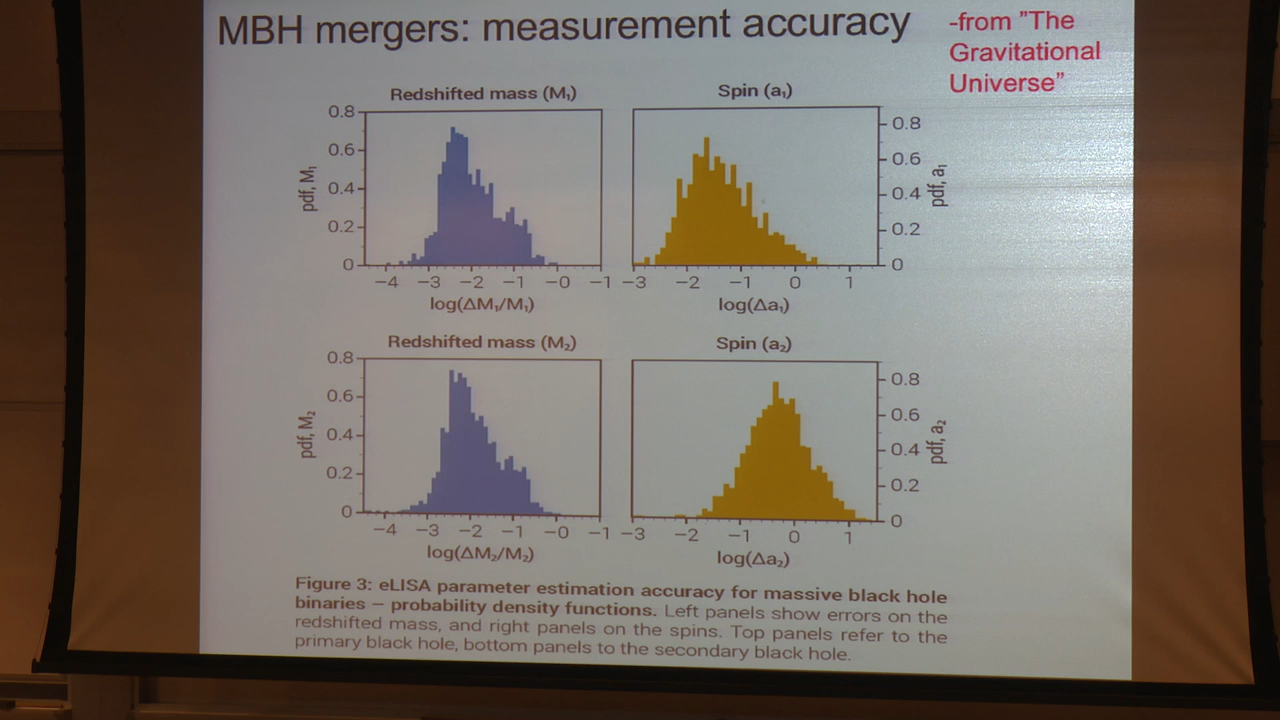 MBH mergers: measurement accuracy
-from ”The
Gravitational
Universe”
Redshifted mass (M₁)
0.8
0.6
0.4
0.2
0
pdf, M₁
−4 −3 −2 −1 −0 −1
log(ΔM₁/M₁)
Spin (a₁)
0.8
0.6
0.4
0.2
0
pdf, a₁
−3 −2 −1 0 1
log(Δa₁)
Redshifted mass (M₂)
0.8
0.6
0.4
0.2
0
pdf, M₂
−4 −3 −2 −1 −0 −1
log(ΔM₂/M₂)
Spin (a₂)
0.8
0.6
0.4
0.2
0
pdf, a₂
−3 −2 −1 0 1
log(Δa₂)
Figure 3: eLISA parameter estimation accuracy for massive black hole
binaries – probability density functions. Left panels show errors on the
redshifted mass, and right panels on the spins. Top panels refer to the
primary black hole, bottom panels to the secondary black hole.